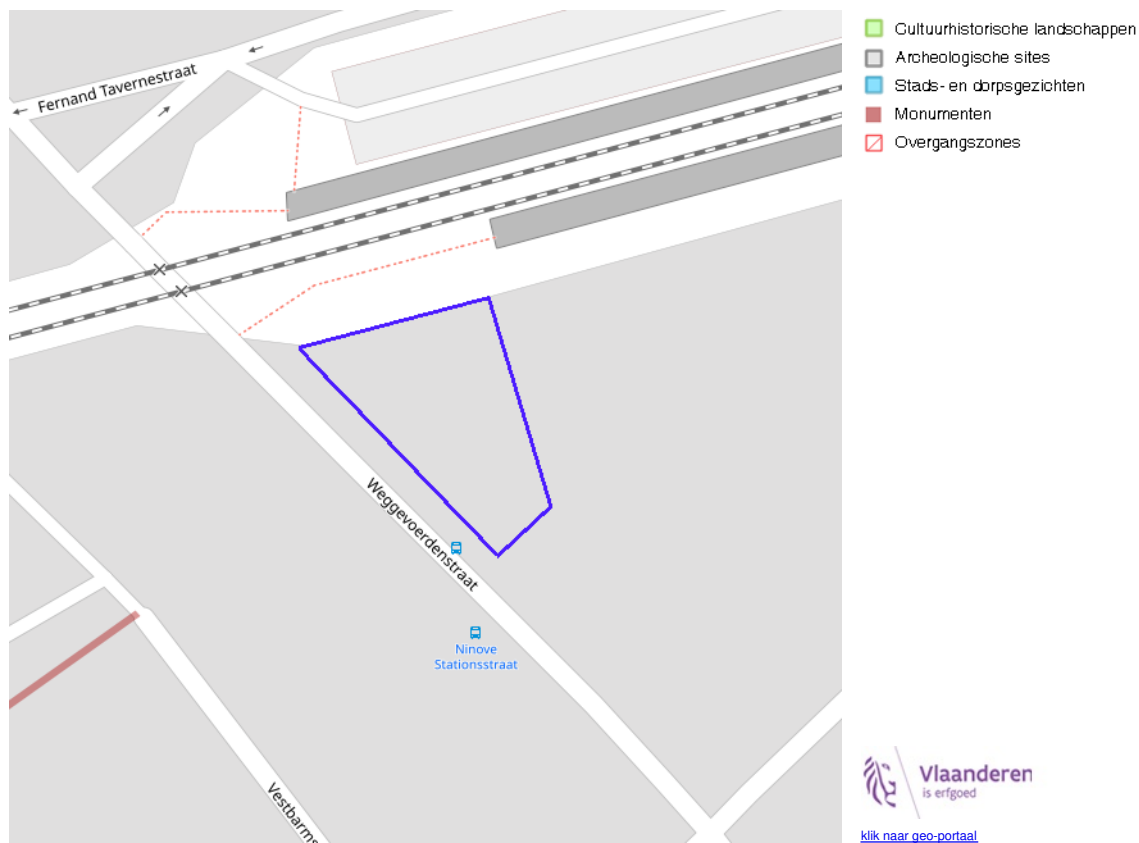 Fernand Tavernestraat
Weggevoerdenstraat
Ninove
Stationsstraat
Vestbarms
Cultuurhistorische landschappen
Archeologische sites
Stads- en dorpsgezichten
Monumenten
Overgangszones
Vlaanderen
is erfgoed
klik naar geo-portaal